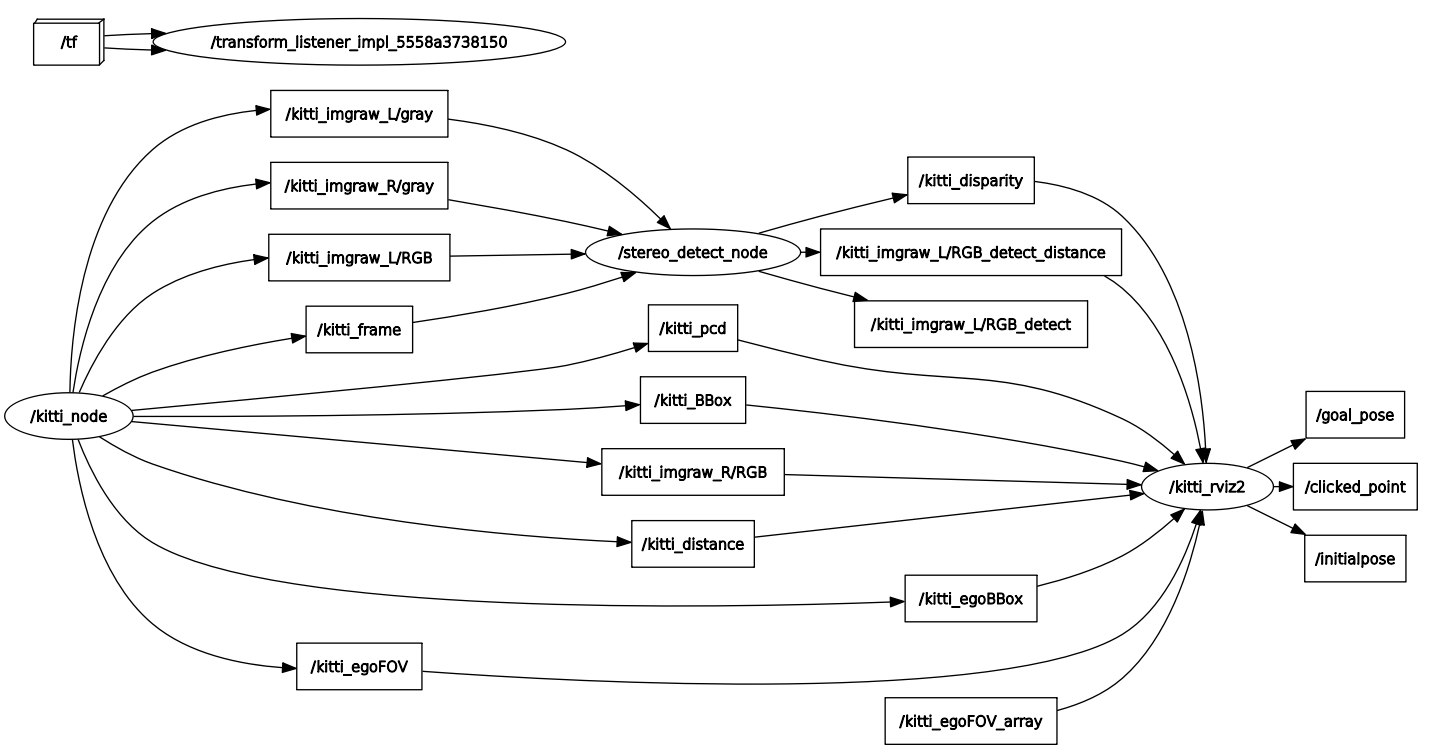 /tf
/transform_listener_impl_5558a3738150
/kitti_imgraw_L/gray
/kitti_imgraw_R/gray
/kitti_imgraw_L/RGB
/kitti_frame
/kitti_node
/stereo_detect_node
/kitti_disparity
/kitti_imgraw_L/RGB_detect_distance
/kitti_imgraw_L/RGB_detect
/kitti_pcd
/kitti_BBox
/kitti_imgraw_R/RGB
/kitti_distance
/kitti_egoBBox
/kitti_egoFOV
/kitti_egoFOV_array
/kitti_rviz2
/goal_pose
/clicked_point
/initialpose